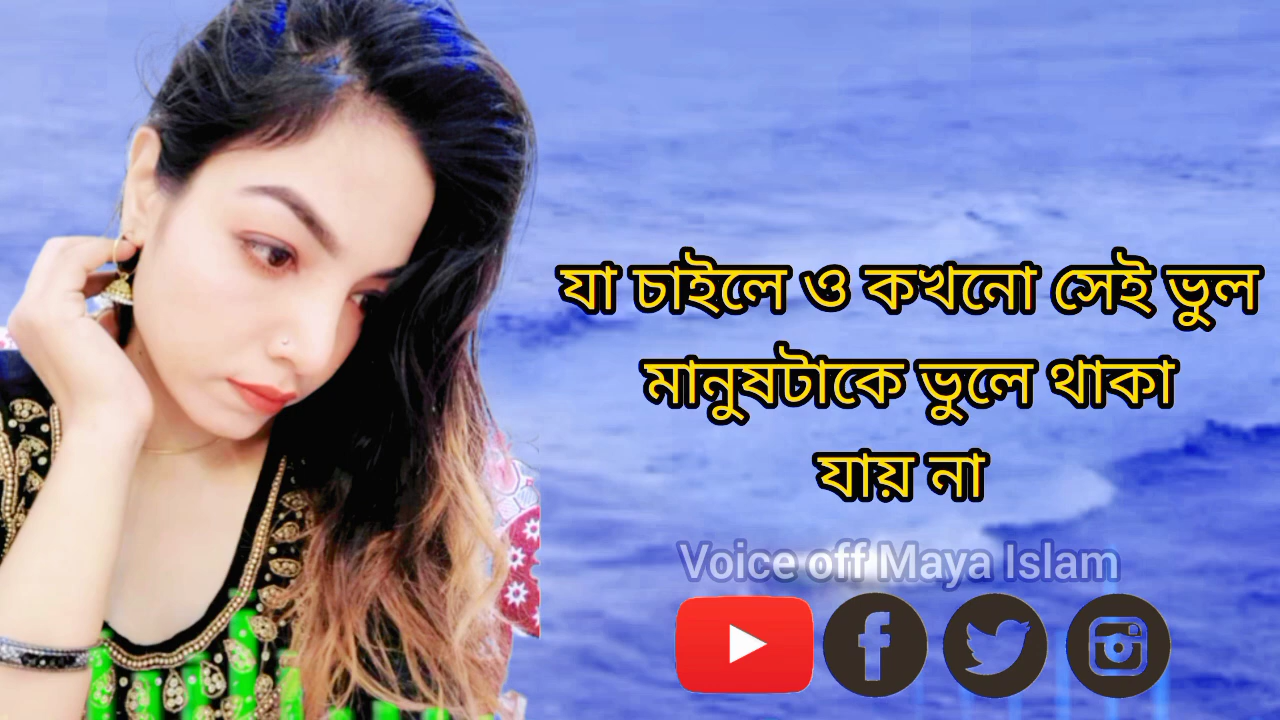 যা চাইলে ও কখনো সেই ভুল
মানুষটাকে ভুলে থাকা
যায় না
Voice off Maya Islam